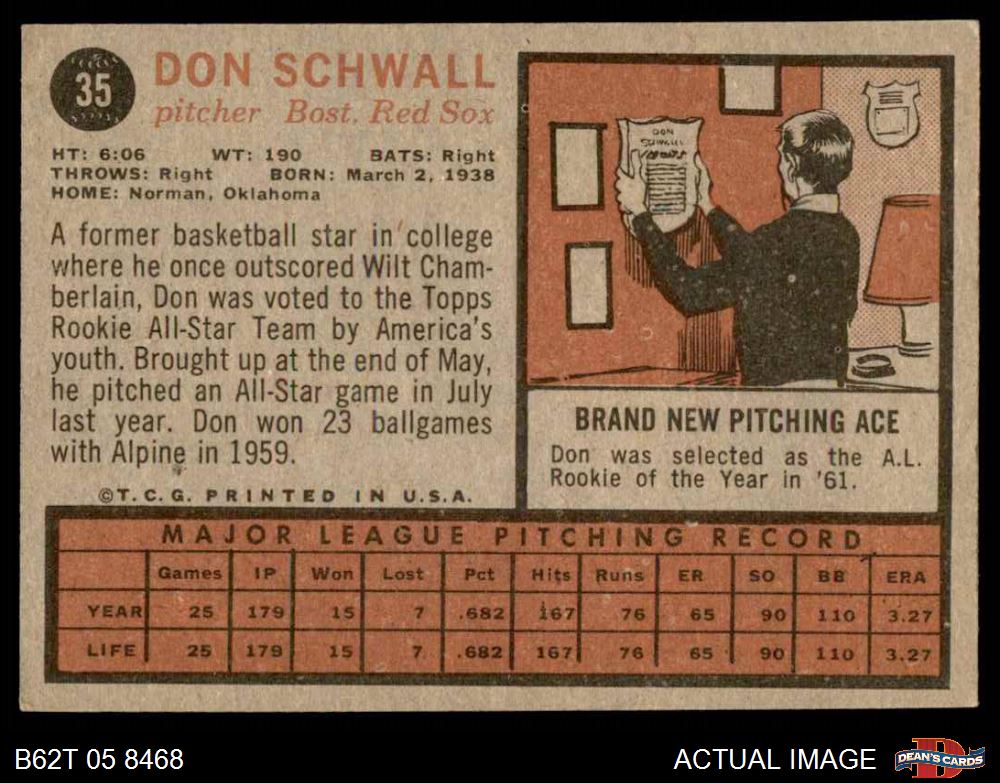 35
DON SCHWALL
pitcher Bost. Red Sox
HT: 6:06 WT: 190 BATS: Right
THROWS: Right BORN: March 2, 1938
HOME: Norman, Oklahoma
A former basketball star in college
where he once outscored Wilt Cham-
berlain, Don was voted to the Topps
Rookie All-Star Team by America's
youth. Brought up at the end of May,
he pitched an All-Star game in July
last year. Don won 23 ballgames
with Alpine in 1959.
©T.C.G. PRINTED IN U.S.A.
DON
SCHWALL
BRAND NEW PITCHING ACE
Don was selected as the A.L.
Rookie of the Year in '61.
MAJOR LEAGUE PITCHING RECORD
Games IP Won Lost Pct Hits Runs ER SO BB ERA
YEAR 25 179 15 7 .682 167 76 65 90 110 3.27
LIFE 25 179 15 7 .682 167 76 65 90 110 3.27
B62T 05 8468
ACTUAL IMAGE
DEAN'S CARDS